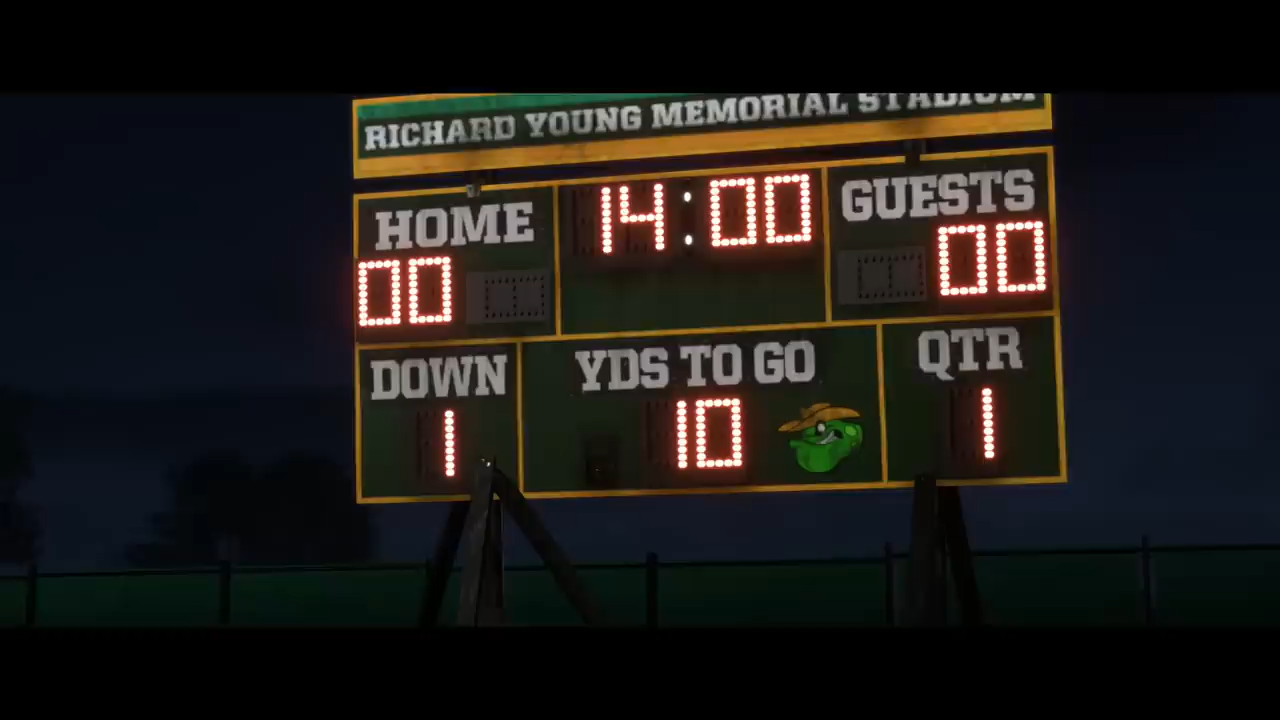 RICHARD YOUNG MEMORIAL STADIUM
HOME 14:00 GUESTS
00 00
DOWN YDS TO GO QTR
1 10 1